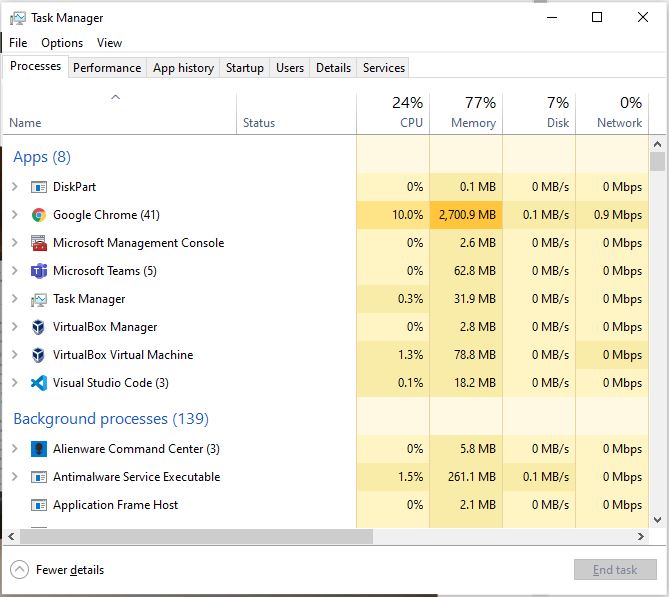 Task Manager
File Options View
Processes Performance App history Startup Users Details Services
24% 77% 7% 0%
Name Status CPU Memory Disk Network
Apps (8)
DiskPart 0% 0.1 MB 0 MB/s 0 Mbps
Google Chrome (41) 10.0% 2,700.9 MB 0.1 MB/s 0.9 Mbps
Microsoft Management Console 0% 2.6 MB 0 MB/s 0 Mbps
Microsoft Teams (5) 0% 62.8 MB 0 MB/s 0 Mbps
Task Manager 0.3% 31.9 MB 0 MB/s 0 Mbps
VirtualBox Manager 0% 2.8 MB 0 MB/s 0 Mbps
VirtualBox Virtual Machine 1.3% 78.8 MB 0 MB/s 0 Mbps
Visual Studio Code (3) 0.1% 18.2 MB 0 MB/s 0 Mbps
Background processes (139)
Alienware Command Center (3) 0% 5.8 MB 0 MB/s 0 Mbps
Antimalware Service Executable 1.5% 261.1 MB 0.1 MB/s 0 Mbps
Application Frame Host 0% 2.1 MB 0 MB/s 0 Mbps
Fewer details End task